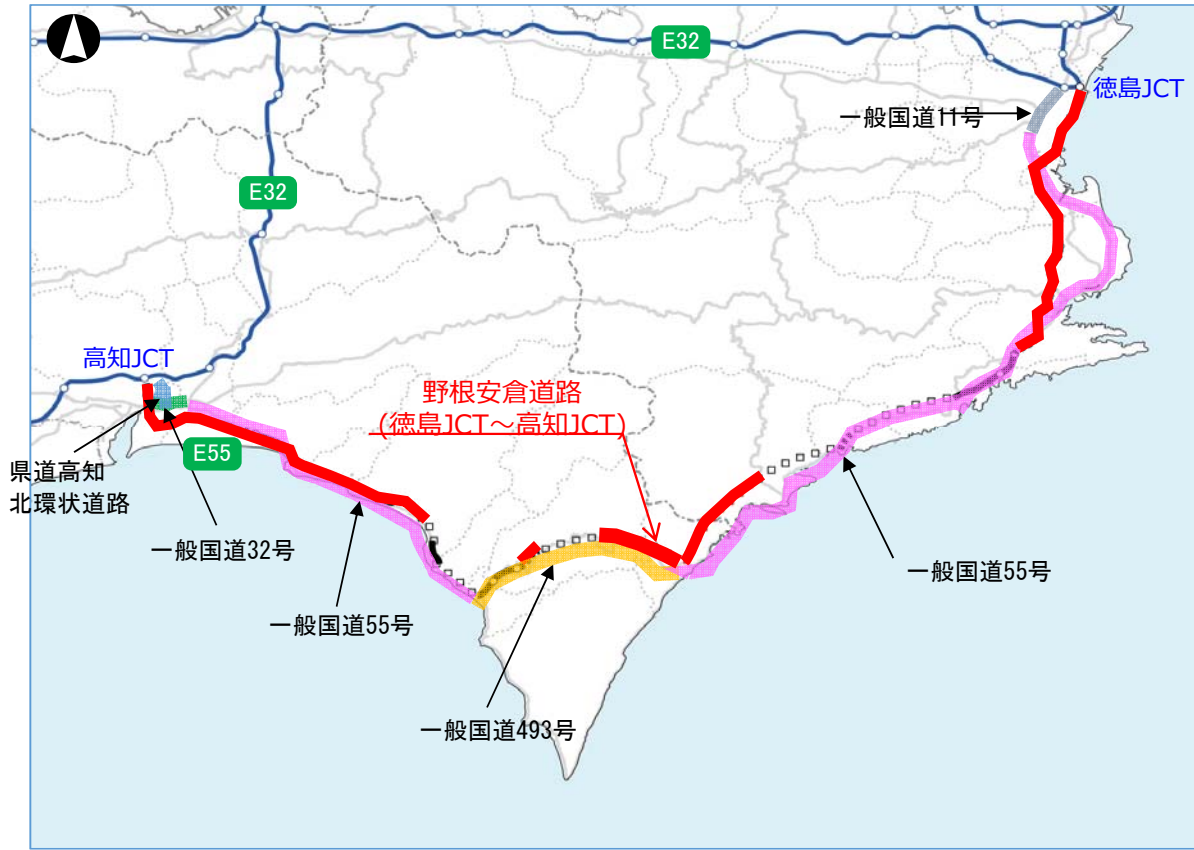 E32
徳島JCT
一般国道11号
E32
高知JCT
野根安倉道路
(徳島JCT～高知JCT)
E55
県道高知
北環状道路
一般国道32号
一般国道55号
一般国道55号
一般国道493号